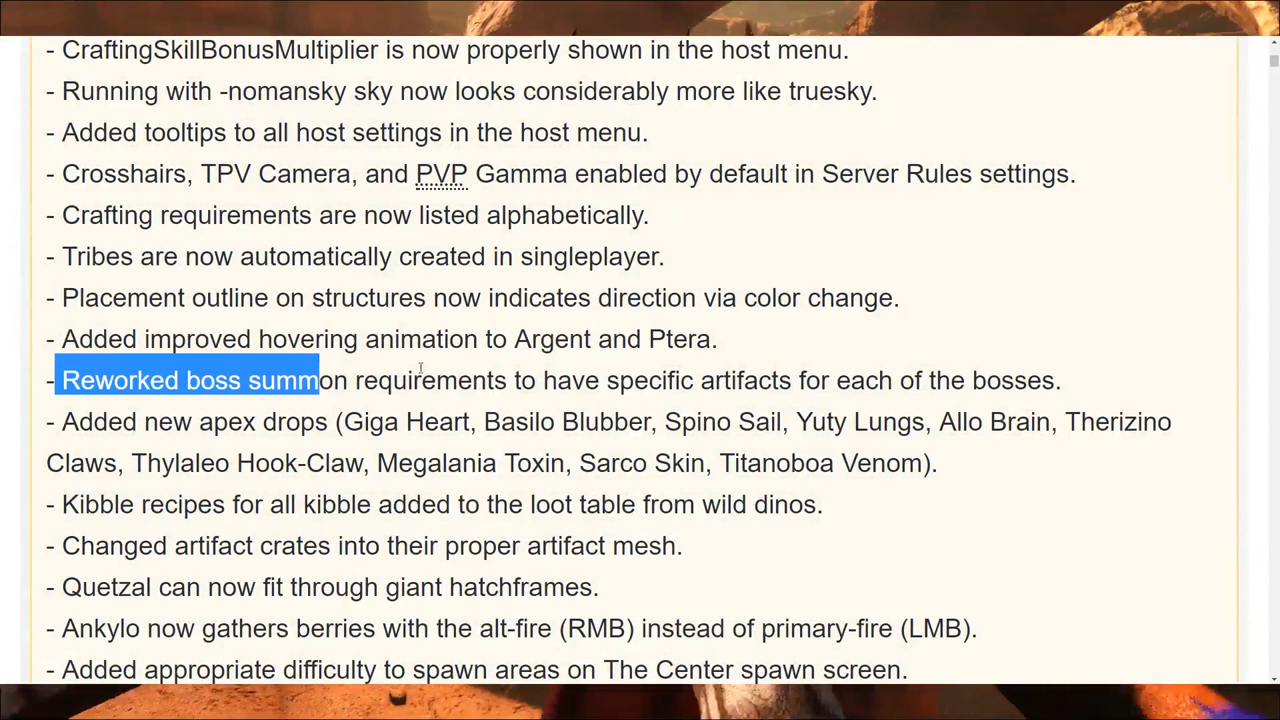 - CraftingSkillBonusMultiplier is now properly shown in the host menu.
- Running with -nomansky sky now looks considerably more like truesky.
- Added tooltips to all host settings in the host menu.
- Crosshairs, TPV Camera, and PVP Gamma enabled by default in Server Rules settings.
- Crafting requirements are now listed alphabetically.
- Tribes are now automatically created in singleplayer.
- Placement outline on structures now indicates direction via color change.
- Added improved hovering animation to Argent and Ptera.
- Reworked boss summon requirements to have specific artifacts for each of the bosses.
- Added new apex drops (Giga Heart, Basilo Blubber, Spino Sail, Yuty Lungs, Allo Brain, Therizino
Claws, Thylaleo Hook-Claw, Megalania Toxin, Sarco Skin, Titanoboa Venom).
- Kibble recipes for all kibble added to the loot table from wild dinos.
- Changed artifact crates into their proper artifact mesh.
- Quetzal can now fit through giant hatchframes.
- Ankylo now gathers berries with the alt-fire (RMB) instead of primary-fire (LMB).
- Added appropriate difficulty to spawn areas on The Center spawn screen.